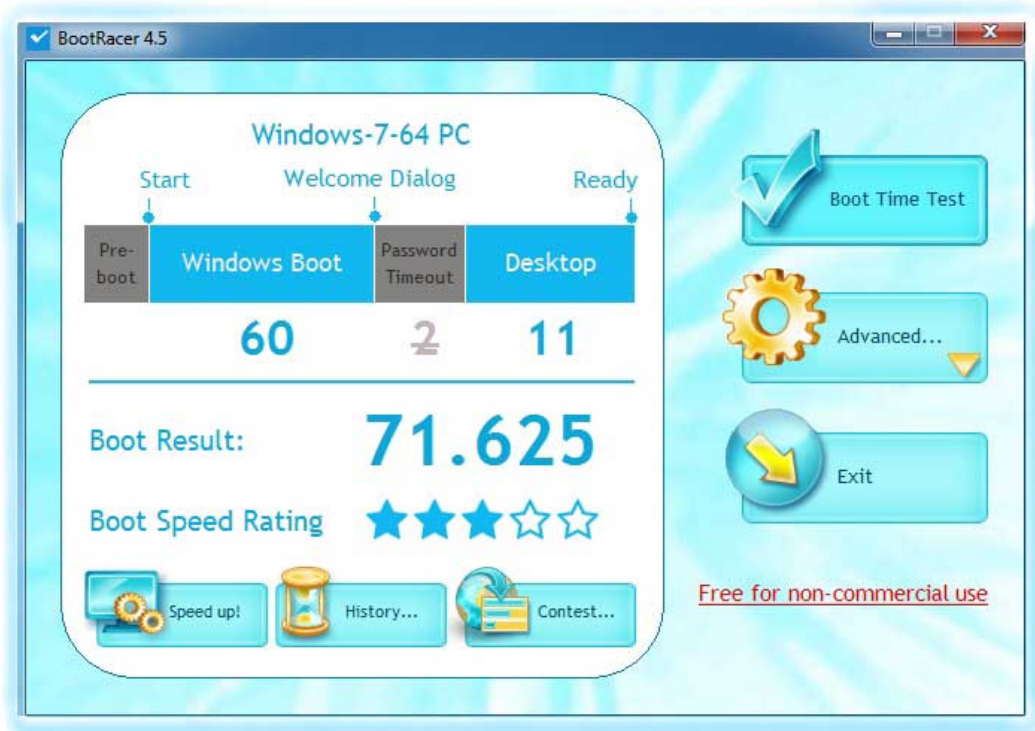 BootRacer 4.5
Windows-7-64 PC
Start Welcome Dialog Ready
Pre-
boot
Windows Boot
Password
Timeout
Desktop
60 2 11
Boot Result: 71.625
Boot Speed Rating
Speed up!
History...
Contest...
Boot Time Test
Advanced...
Exit
Free for non-commercial use